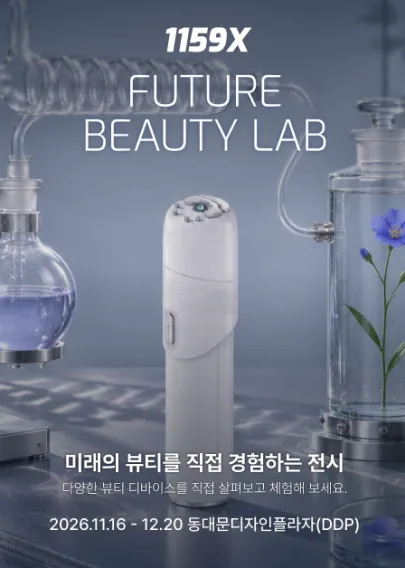 1159X
FUTURE
BEAUTY LAB
미래의 뷰티를 직접 경험하는 전시
다양한 뷰티 디바이스를 직접 살펴보고 체험해 보세요.
2026.11.16 - 12.20 동대문디자인플라자(DDP)